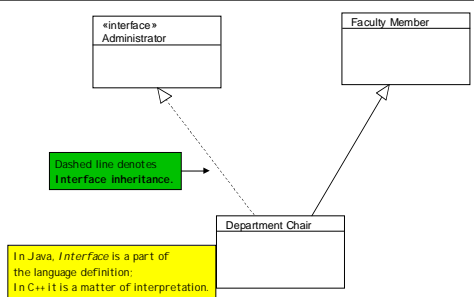 «interface»
Administrator
Faculty Member
Dashed line denotes
Interface inheritance.
Department Chair
In Java, Interface is a part of
the language definition;
In C++ it is a matter of interpretation.